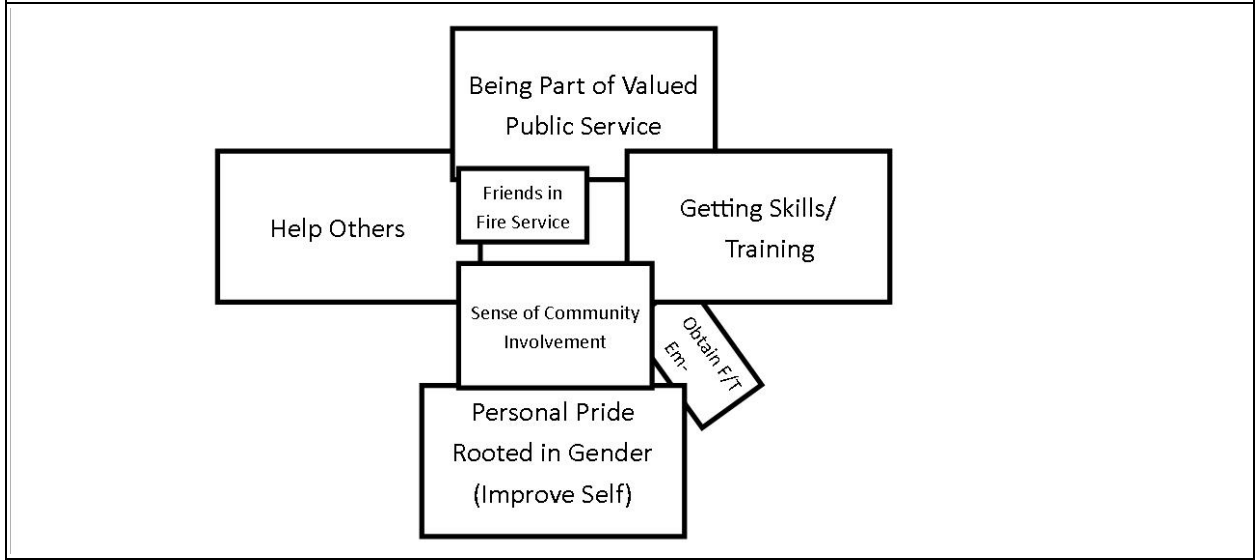 Being Part of Valued
Public Service
Friends in
Fire Service
Help Others
Getting Skills/
Training
Sense of Community
Involvement
Obtain F/T
Em-
Personal Pride
Rooted in Gender
(Improve Self)